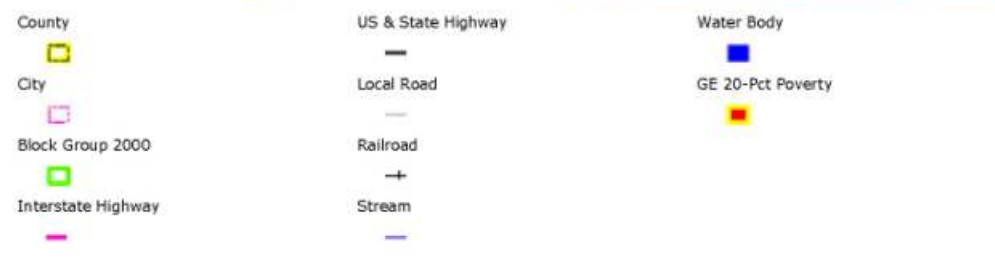 County
City
Block Group 2000
Interstate Highway
US & State Highway
Local Road
Railroad
Stream
Water Body
GE 20-Pct Poverty